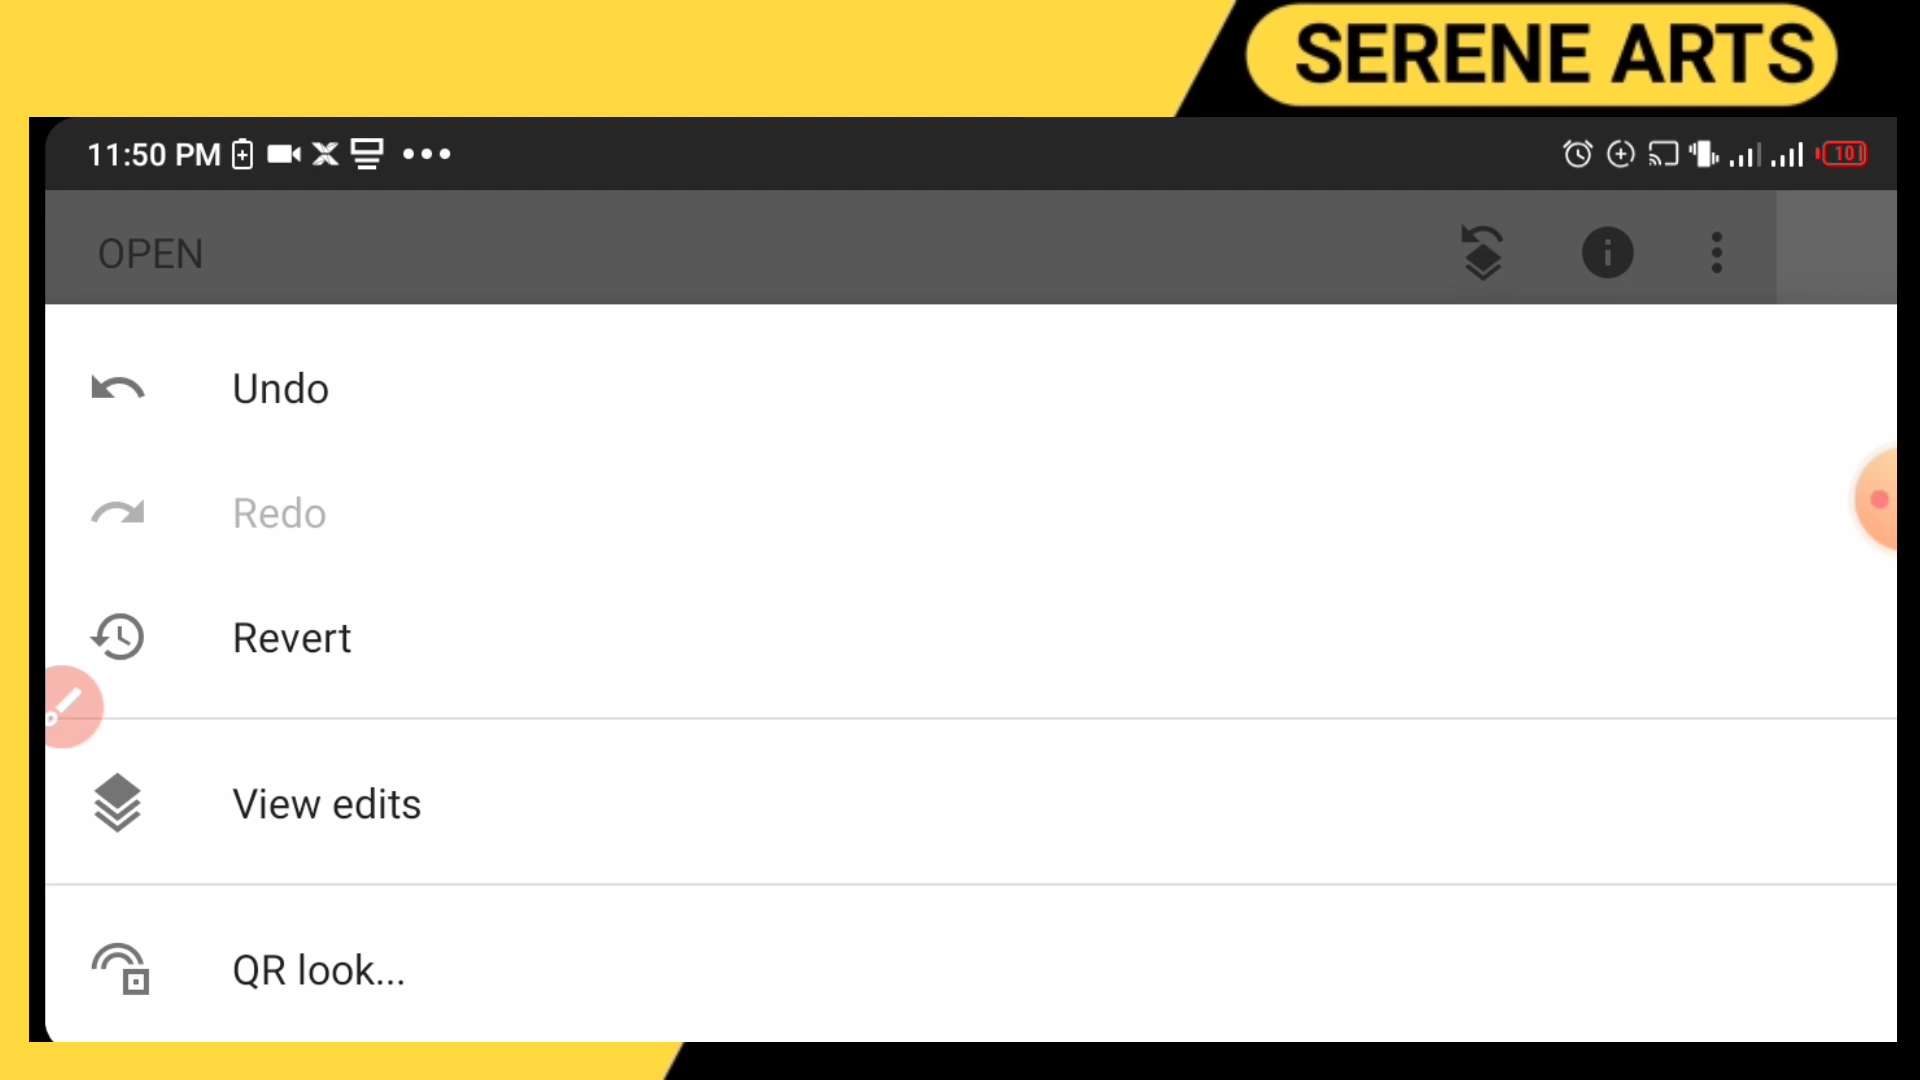 SERENE ARTS
11:50 PM
10
OPEN
Undo
Redo
Revert
View edits
QR look...